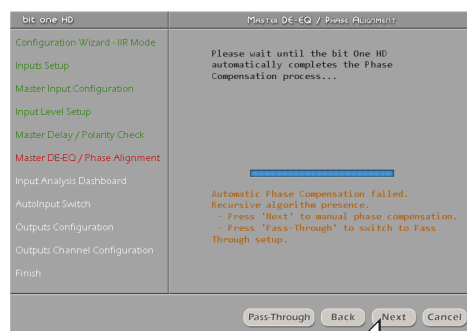 bit one HD
Master DE-EQ / Phase Alignment
Configuration Wizard - IIR Mode
Inputs Setup
Master Input Configuration
Input Level Setup
Master Delay / Polarity Check
Master DE-EQ / Phase Alignment
Input Analysis Dashboard
AutoInput Switch
Outputs Configuration
Outputs Channel Configuration
Finish
Please wait until the bit One HD
automatically completes the Phase
Compensation process...
Automatic Phase Compensation failed.
Recursive algorithm presence.
- Press 'Next' to manual phase compensation.
- Press 'Pass-Through' to switch to Pass
Through setup.
Pass-Through Back Next Cancel